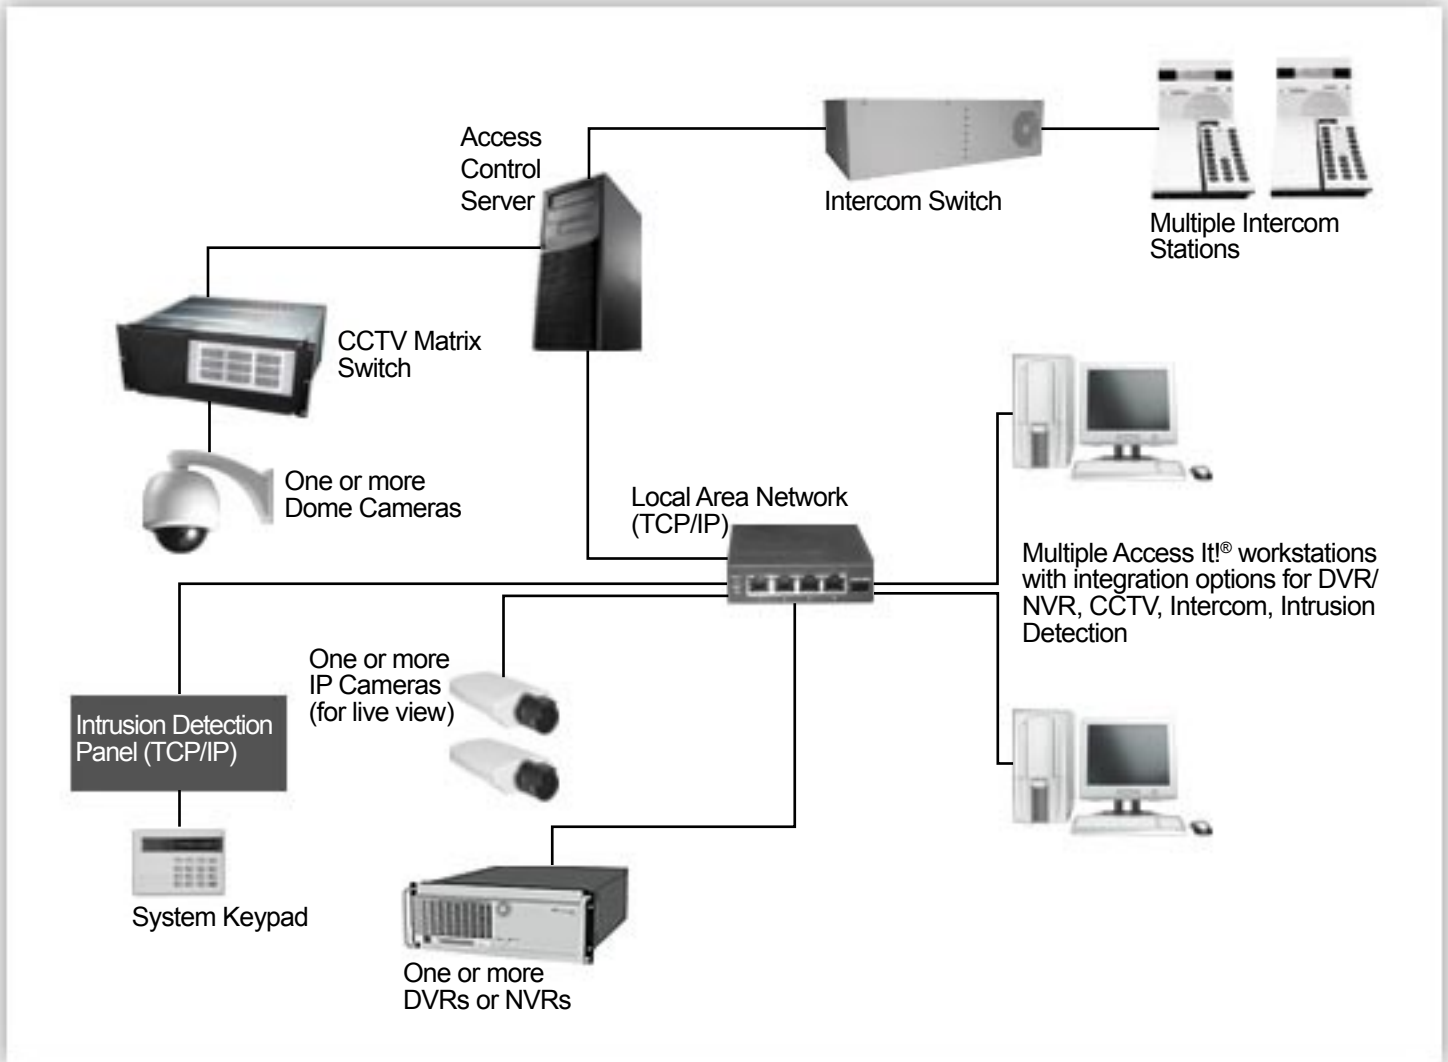 Access
Control
Server
Intercom Switch
Multiple Intercom
Stations
CCTV Matrix
Switch
One or more
Dome Cameras
Local Area Network
(TCP/IP)
Multiple Access It!® workstations
with integration options for DVR/
NVR, CCTV, Intercom, Intrusion
Detection
One or more
IP Cameras
(for live view)
Intrusion Detection
Panel (TCP/IP)
System Keypad
One or more
DVRs or NVRs